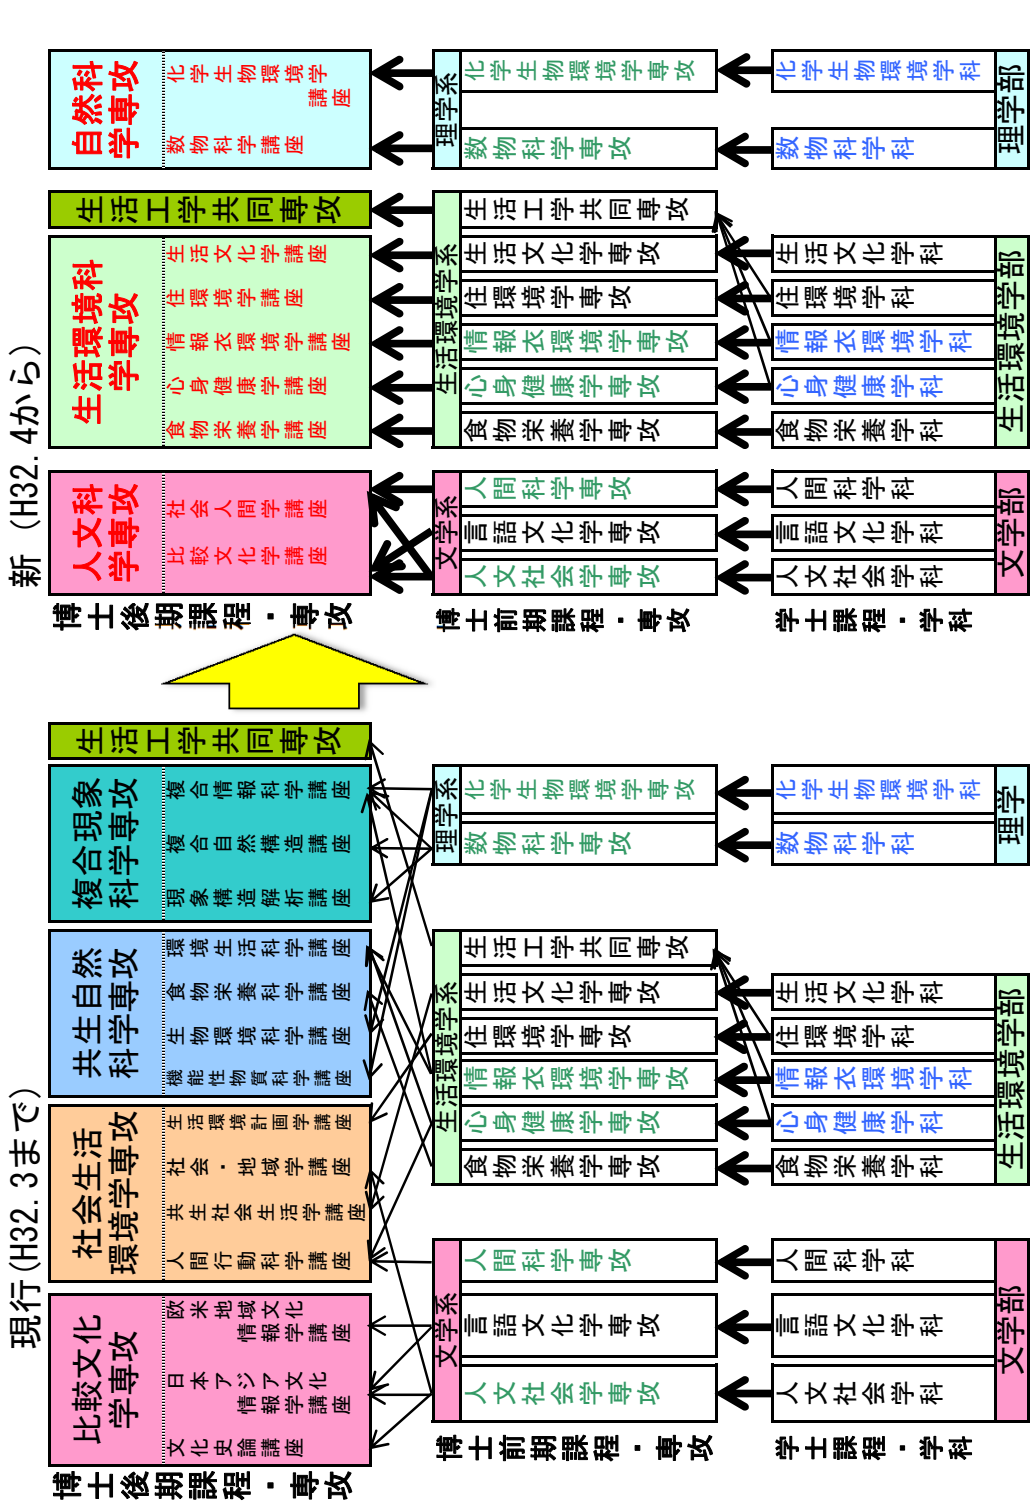 現行(H32.3まで)
博士後期課程・専攻
比較文化
学専攻
文化史論講座
日本アジア文化
情報学講座
欧米地域文化
情報学講座
社会生活
環境学専攻
人間行動科学講座
共生社会生活学講座
社会・地域学講座
生活環境計画学講座
共生自然
科学専攻
機能性物質科学講座
生物環境科学講座
食物栄養科学講座
環境生活科学講座
複合現象
科学専攻
現象構造解析講座
複合自然構造講座
複合情報科学講座
生活工学共同専攻
博士前期課程・専攻
文学系
人文社会学専攻
言語文化学専攻
人間科学専攻
生活環境学系
食物栄養学専攻
心身健康学専攻
情報衣環境学専攻
住環境学専攻
生活文化学専攻
生活工学共同専攻
理学系
数物科学専攻
化学生物環境学専攻
学士課程・学科
人文社会学科
言語文化学科
人間科学科
文学部
食物栄養学科
心身健康学科
情報衣環境学科
住環境学科
生活文化学科
生活環境学部
数物科学科
化学生物環境学科
理学
新（H32.4から）
博士後期課程・専攻
人文科
学専攻
比較文化学講座
社会人間学講座
生活環境科
学専攻
食物栄養学講座
心身健康学講座
情報衣環境学講座
住環境学講座
生活文化学講座
生活工学共同専攻
自然科
学専攻
数物科学講座
化学生物環境学
講座
博士前期課程・専攻
文学系
人文社会学専攻
言語文化学専攻
人間科学専攻
生活環境学系
食物栄養学専攻
心身健康学専攻
情報衣環境学専攻
住環境学専攻
生活文化学専攻
生活工学共同専攻
理学系
数物科学専攻
化学生物環境学専攻
学士課程・学科
人文社会学科
言語文化学科
人間科学科
文学部
食物栄養学科
心身健康学科
情報衣環境学科
住環境学科
生活文化学科
生活環境学部
数物科学科
化学生物環境学科
理学部